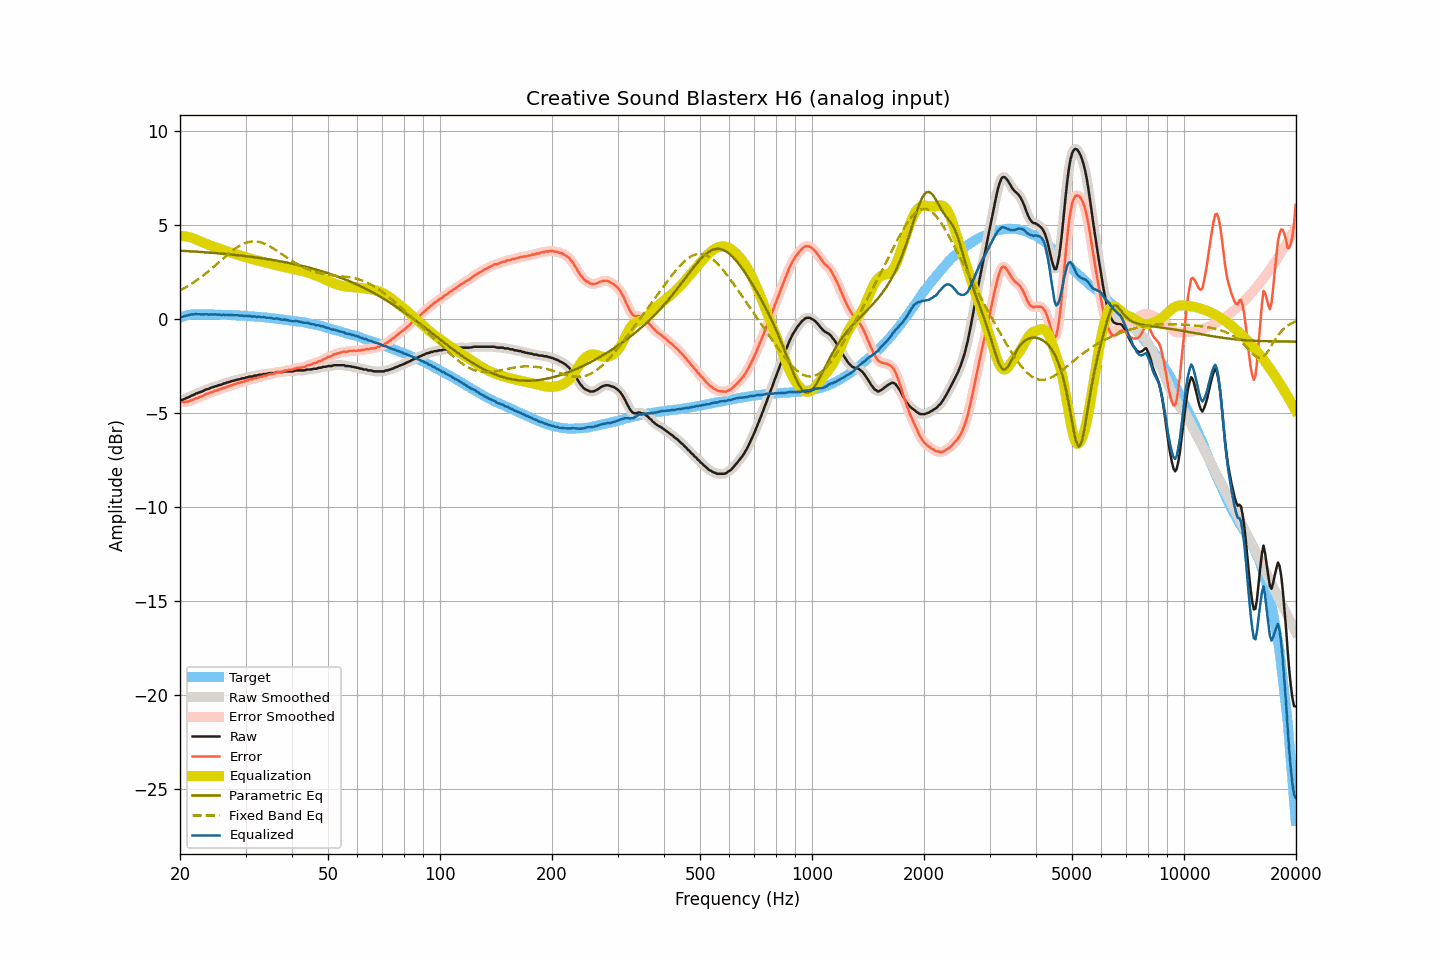 Creative Sound Blasterx H6 (analog input)
10
5
0
−5
−10
−15
−20
−25
Amplitude (dBr)
Target
Raw Smoothed
Error Smoothed
Raw
Error
Equalization
Parametric Eq
Fixed Band Eq
Equalized
20 50 100 200 500 1000 2000 5000 10000 20000
Frequency (Hz)